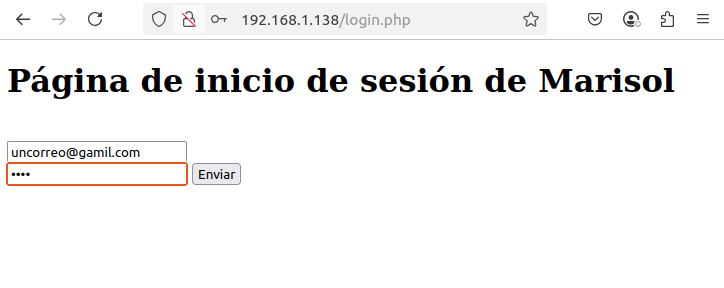 192.168.1.138/login.php
Página de inicio de sesión de Marisol
uncorreo@gamil.com
•••• Enviar